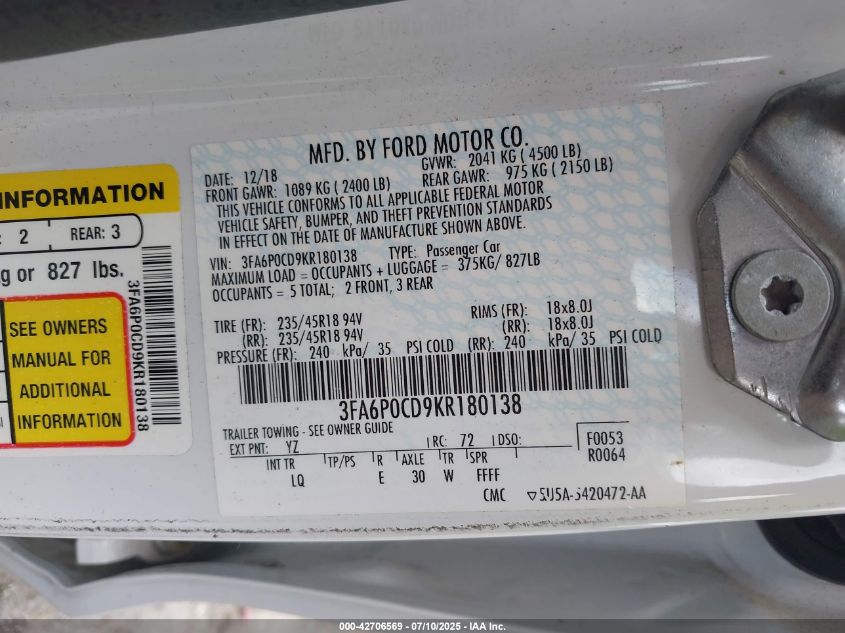 INFORMATION
2 REAR: 3
or 827 lbs.
SEE OWNERS
MANUAL FOR
ADDITIONAL
INFORMATION
3FA6P0CD9KR180138
MFD. BY FORD MOTOR CO.
DATE: 12/18 GVWR: 2041 KG ( 4500 LB)
FRONT GAWR: 1089 KG ( 2400 LB) REAR GAWR: 975 KG ( 2150 LB)
THIS VEHICLE CONFORMS TO ALL APPLICABLE FEDERAL MOTOR
VEHICLE SAFETY, BUMPER, AND THEFT PREVENTION STANDARDS
IN EFFECT ON THE DATE OF MANUFACTURE SHOWN ABOVE.
VIN: 3FA6P0CD9KR180138 TYPE: Passenger Car
MAXIMUM LOAD = OCCUPANTS + LUGGAGE = 375KG/ 827LB
OCCUPANTS = 5 TOTAL; 2 FRONT, 3 REAR
TIRE (FR): 235/45R18 94V RIMS (FR): 18x8.0J
(RR): 235/45R18 94V (RR): 18x8.0J
PRESSURE (FR): 240 kPa/ 35 PSI COLD (RR): 240 kPa/ 35 PSI COLD
3FA6P0CD9KR180138
TRAILER TOWING - SEE OWNER GUIDE
EXT PNT: YZ RC: 72 DSO: F0053
R0064
INT TR TP/PS R AXLE TR SPR
LQ E 30 W FFFF
CMC 5U5A-5420472-AA
000-42706569 - 07/10/2025 - IAA Inc.